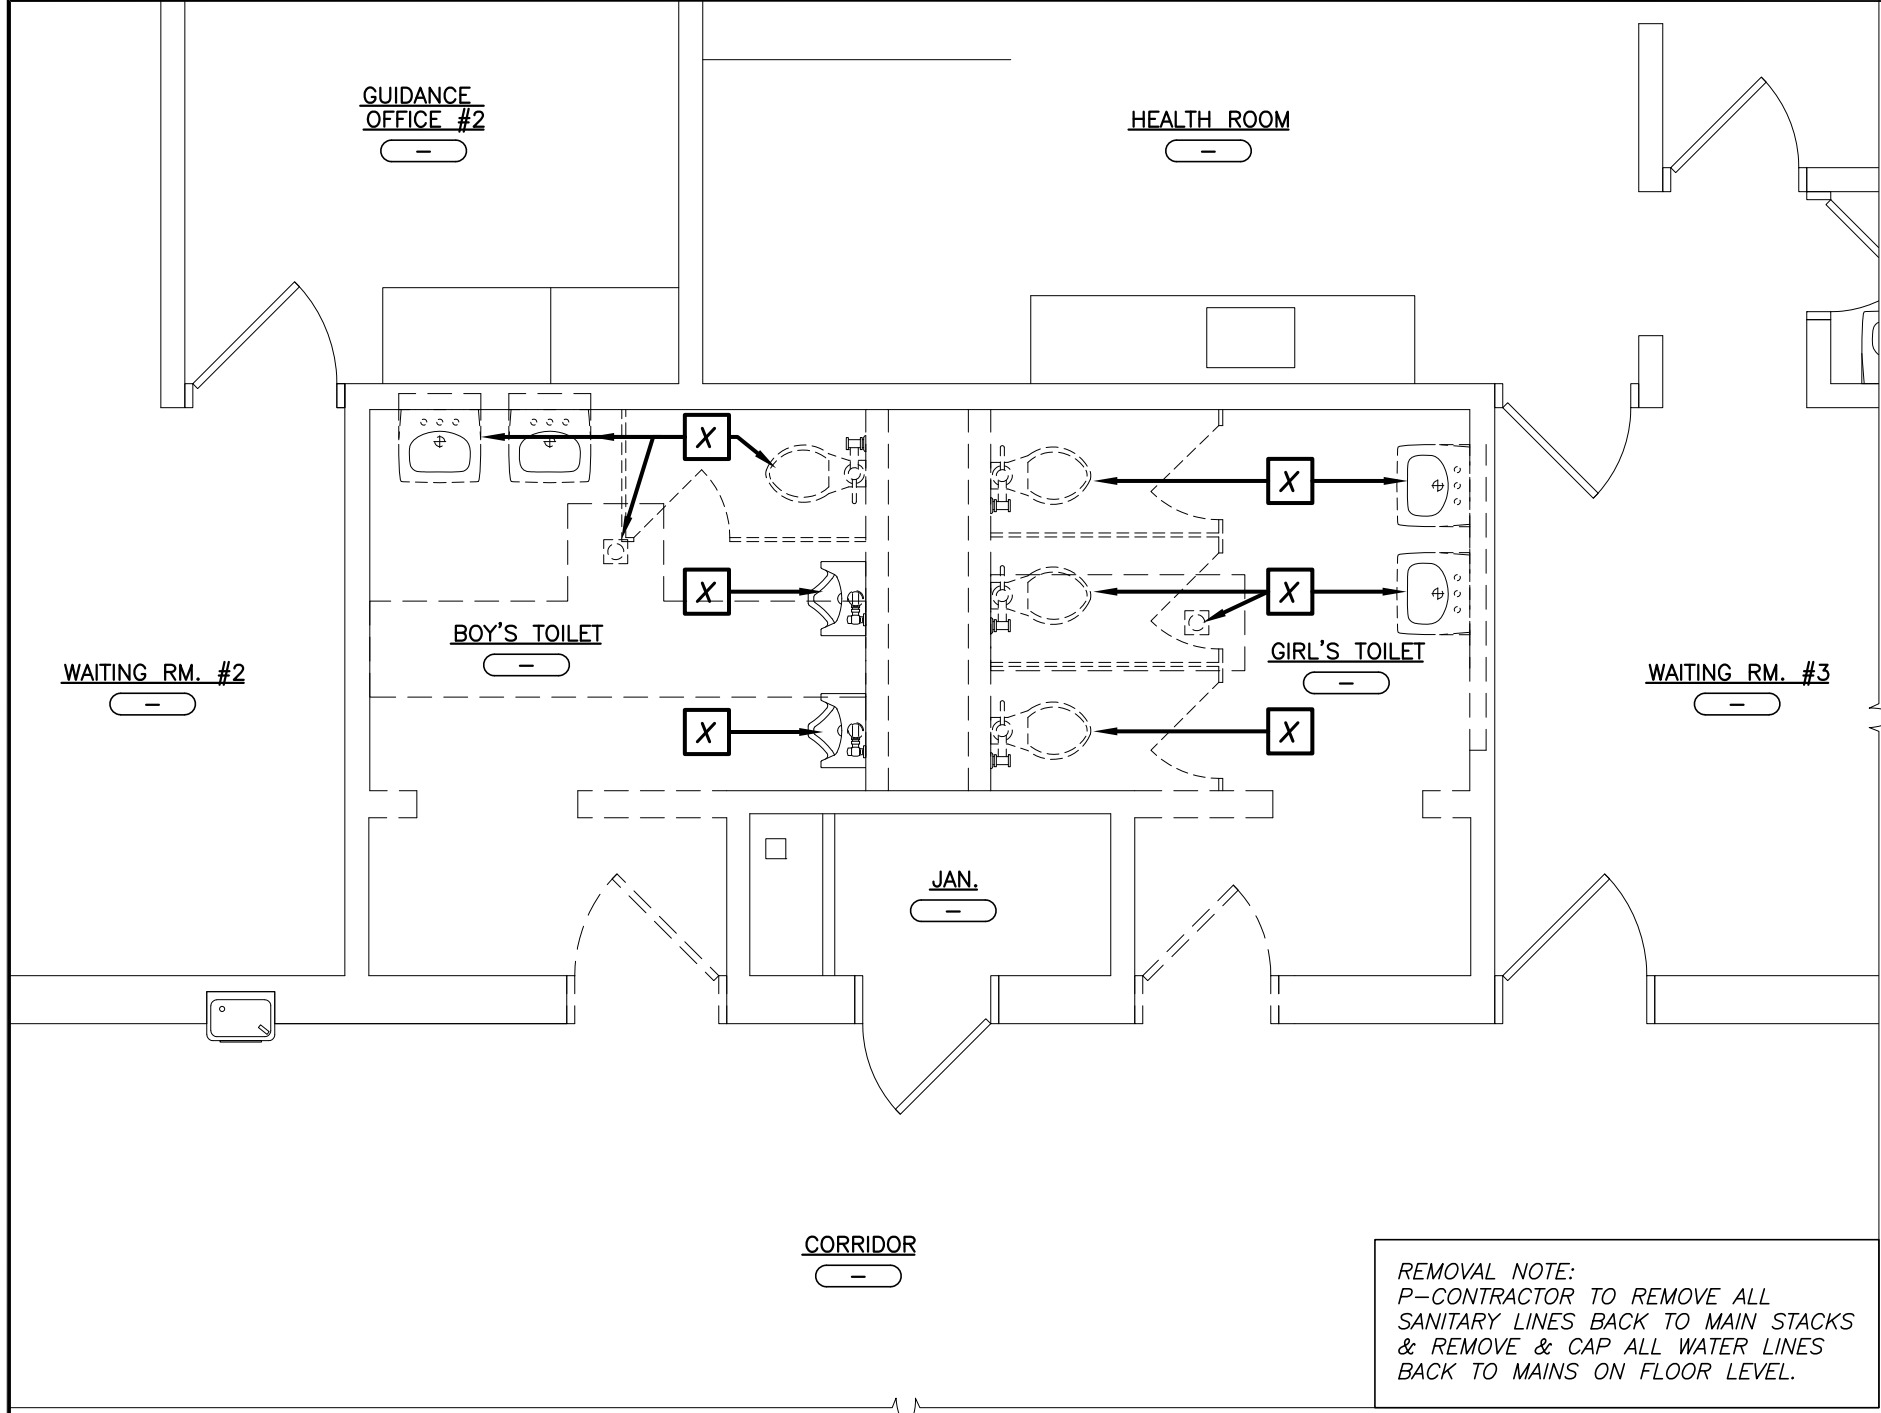 GUIDANCE
OFFICE #2
-
HEALTH ROOM
-
X
X
X
X
BOY'S TOILET
-
GIRL'S TOILET
-
WAITING RM. #2
-
WAITING RM. #3
-
X
X
JAN.
-
CORRIDOR
-
REMOVAL NOTE:
P-CONTRACTOR TO REMOVE ALL
SANITARY LINES BACK TO MAIN STACKS
& REMOVE & CAP ALL WATER LINES
BACK TO MAINS ON FLOOR LEVEL.